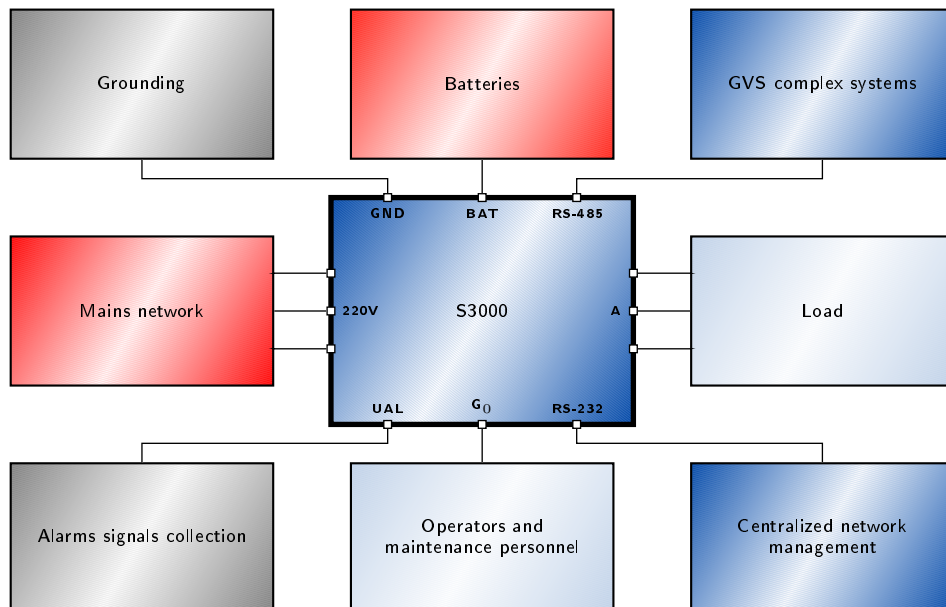 Grounding
Batteries
GVS complex systems
GND
BAT
RS-485
Mains network
220V
S3000
A
Load
UAL
G₀
RS-232
Alarms signals collection
Operators and
maintenance personnel
Centralized network
management